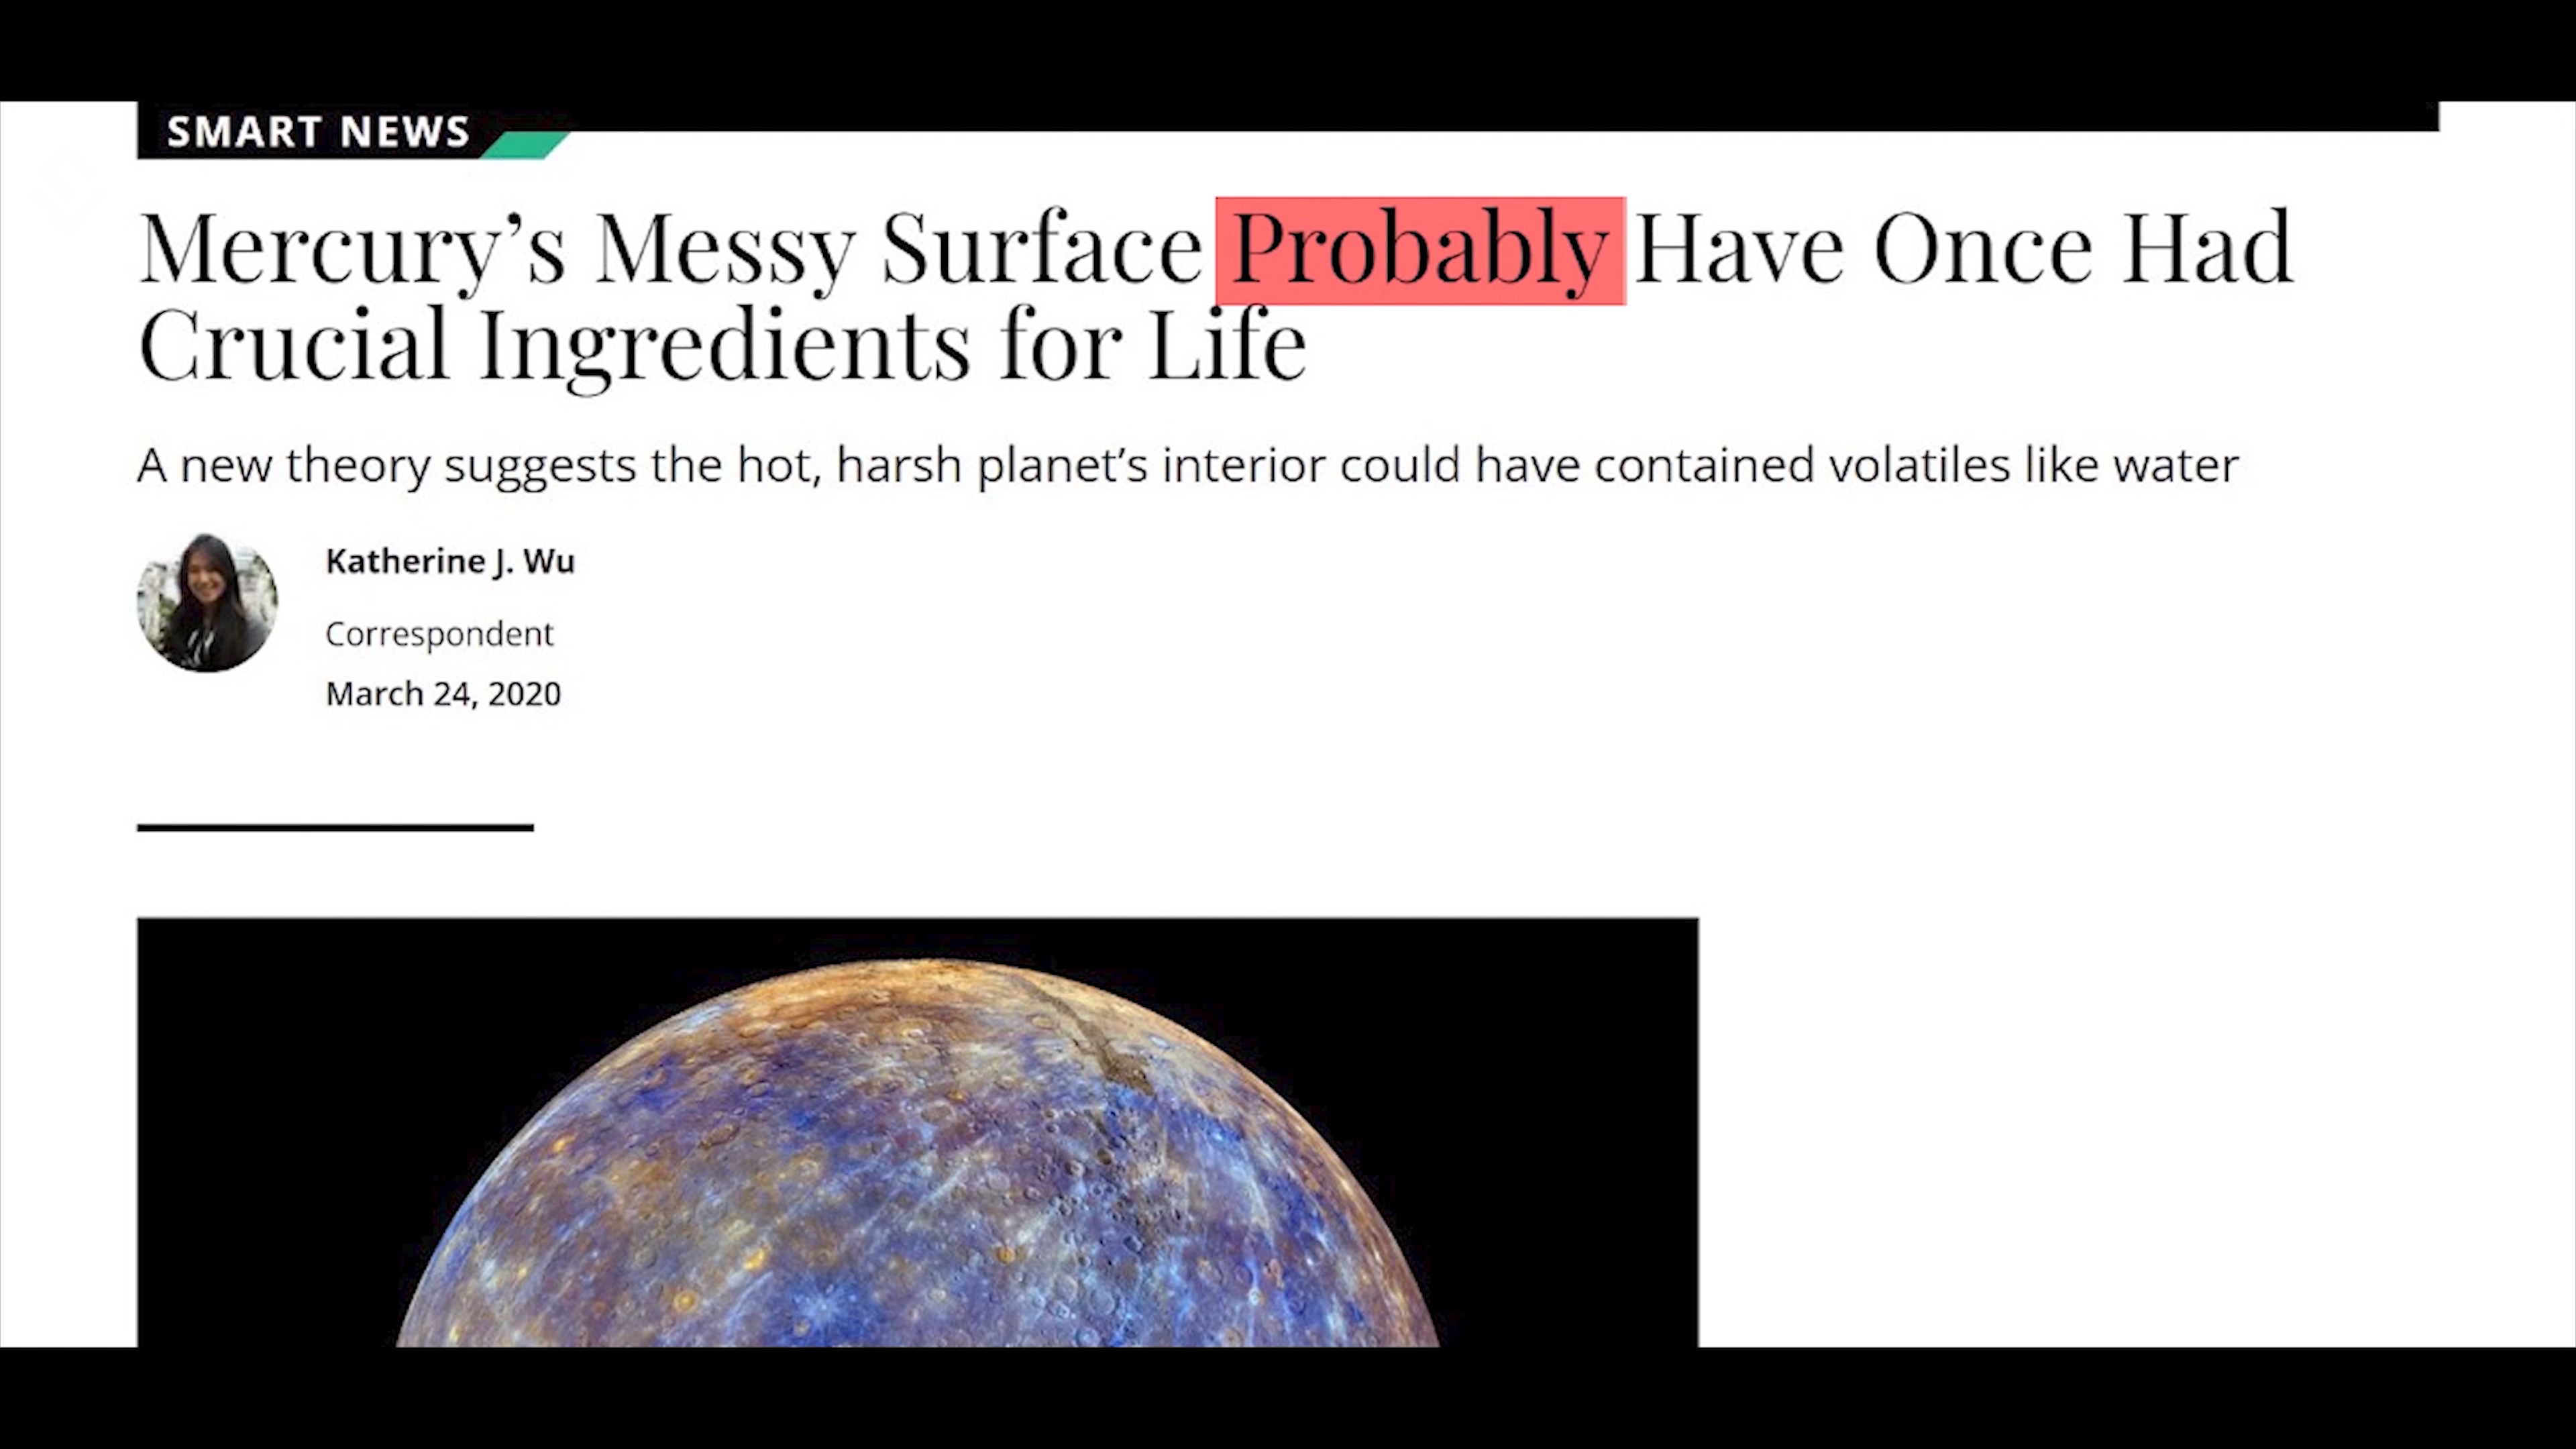 SMART NEWS
Mercury’s Messy Surface Probably Have Once Had
Crucial Ingredients for Life
A new theory suggests the hot, harsh planet’s interior could have contained volatiles like water
Katherine J. Wu
Correspondent
March 24, 2020